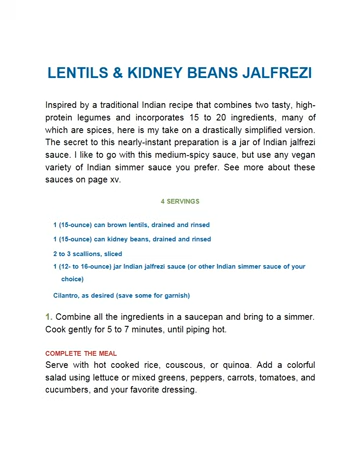 LENTILS & KIDNEY BEANS JALFREZI
Inspired by a traditional Indian recipe that combines two tasty, high-
protein legumes and incorporates 15 to 20 ingredients, many of
which are spices, here is my take on a drastically simplified version.
The secret to this nearly-instant preparation is a jar of Indian jalfrezi
sauce. I like to go with this medium-spicy sauce, but use any vegan
variety of Indian simmer sauce you prefer. See more about these
sauces on page xv.
4 SERVINGS
1 (15-ounce) can brown lentils, drained and rinsed
1 (15-ounce) can kidney beans, drained and rinsed
2 to 3 scallions, sliced
1 (12- to 16-ounce) jar Indian jalfrezi sauce (or other Indian simmer sauce of your
choice)
Cilantro, as desired (save some for garnish)
1. Combine all the ingredients in a saucepan and bring to a simmer.
Cook gently for 5 to 7 minutes, until piping hot.
COMPLETE THE MEAL
Serve with hot cooked rice, couscous, or quinoa. Add a colorful
salad using lettuce or mixed greens, peppers, carrots, tomatoes, and
cucumbers, and your favorite dressing.